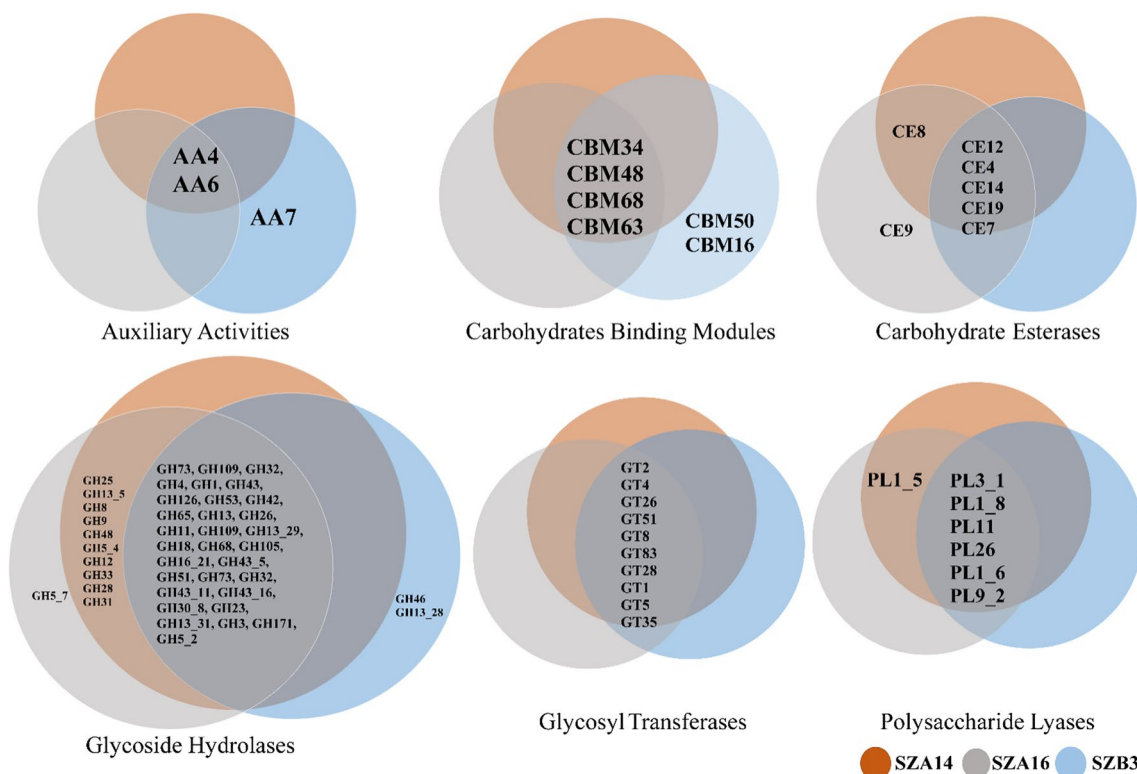 AA4
AA6
AA7
Auxiliary Activities
CBM34
CBM48
CBM68
CBM63
CBM50
CBM16
Carbohydrates Binding Modules
CE8
CE12
CE4
CE14
CE19
CE7
CE9
Carbohydrate Esterases
GH25
GH13_5
GH8
GH9
GH48
GH5_4
GH12
GH33
GH28
GH31
GH5_7
GH73, GH109, GH32,
GH4, GH1, GH43,
GH126, GH53, GH42,
GH65, GH13, GH26,
GH11, GH109, GH13_29,
GH18, GH68, GH105,
GH16_21, GH43_5,
GH51, GH73, GH32,
GH43_11, GH43_16,
GH30_8, GH23,
GH13_31, GH3, GH171,
GH5_2
GH46
GH13_28
Glycoside Hydrolases
GT2
GT4
GT26
GT51
GT8
GT83
GT28
GT1
GT5
GT35
Glycosyl Transferases
PL1_5
PL3_1
PL1_8
PL11
PL26
PL1_6
PL9_2
Polysaccharide Lyases
SZA14 SZA16 SZB3